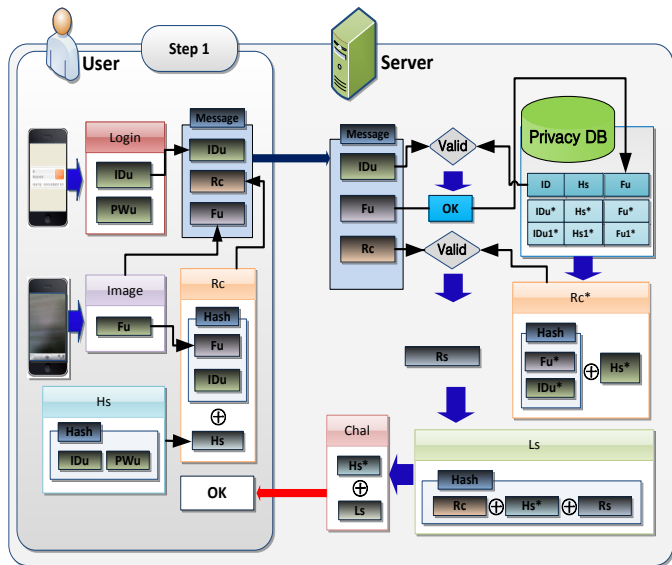 User
Step 1
Server
Login
IDu
PWu
Message
IDu
Rc
Fu
Image
Fu
Rc
Hash
Fu
IDu
⊕
Hs
Hs
Hash
IDu PWu
OK
Message
IDu
Fu
Rc
Valid
OK
Valid
Privacy DB
ID Hs Fu
IDu* Hs* Fu*
IDu1* Hs1* Fu1*
Rc*
Hash
Fu*
IDu*
⊕ Hs*
Rs
Chal
Hs*
⊕
Ls
Ls
Hash
Rc ⊕ Hs* ⊕ Rs